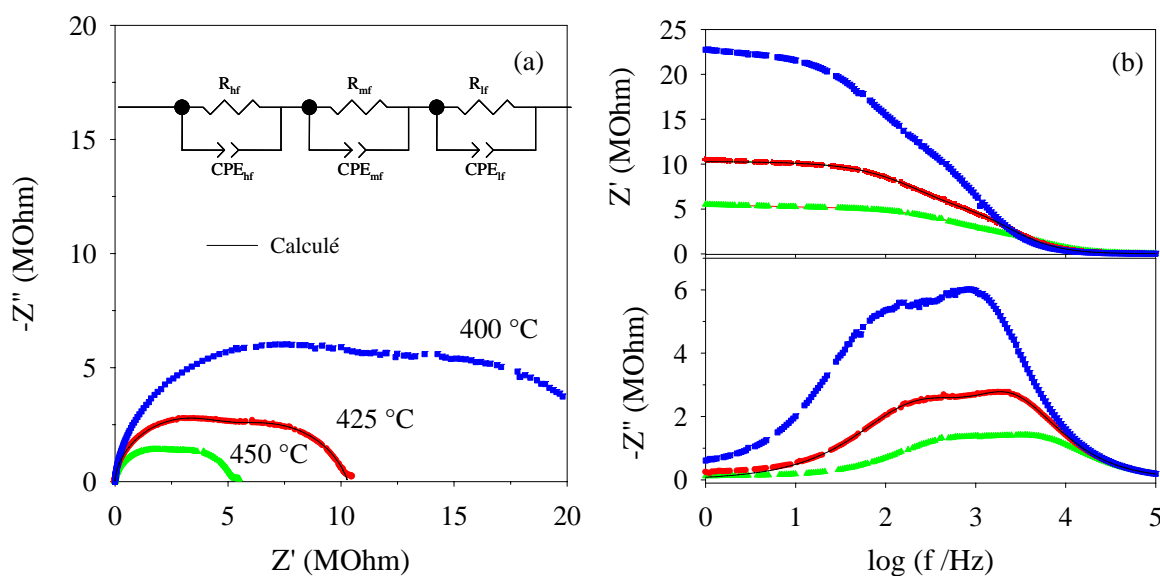 (a)
R_hf R_mf R_lf
CPE_hf CPE_mf CPE_lf
Calculé
400 °C
425 °C
450 °C
20
15
10
5
0
-Z" (MOhm)
0 5 10 15 20
Z' (MOhm)
(b)
25
20
15
10
5
0
Z' (MOhm)
6
4
2
0
-Z" (MOhm)
0 1 2 3 4 5
log (f /Hz)